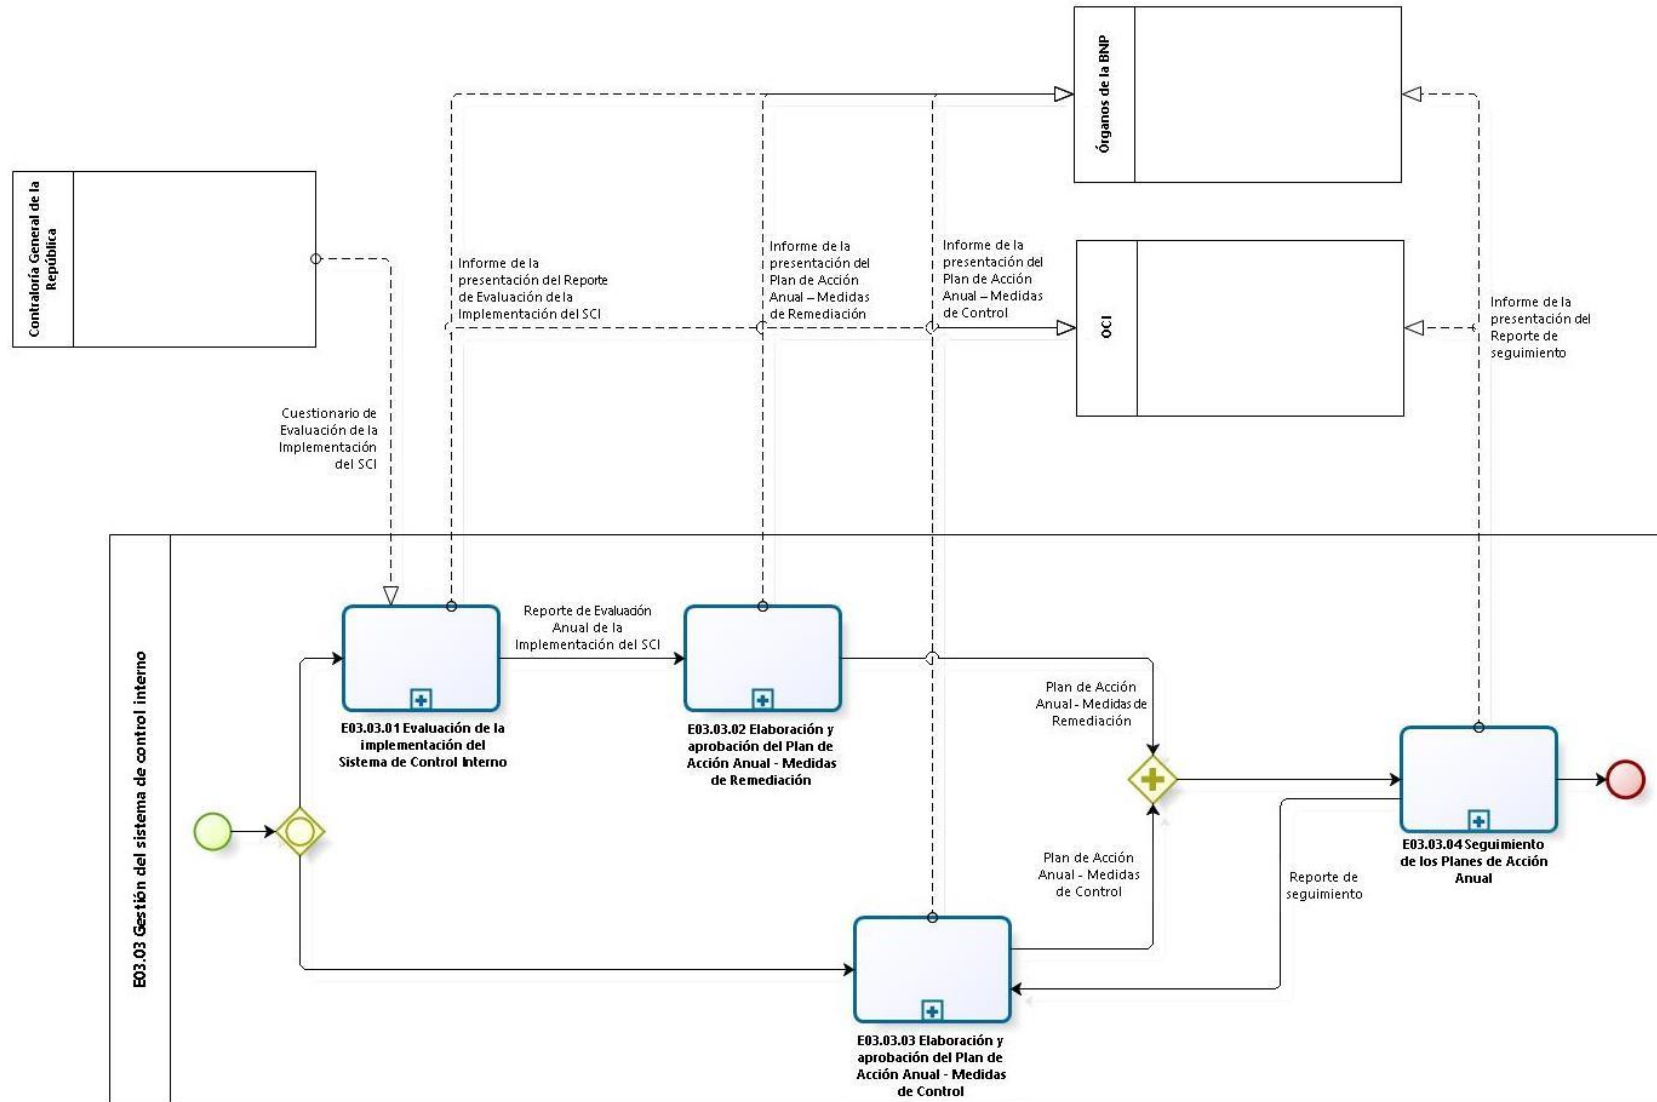 Órganos de la BNP
Contraloría General de la
República
OCI
Informe de la
presentación del Reporte
de Evaluación de la
Implementación del SCI
Informe de la
presentación del
Plan de Acción
Anual – Medidas
de Remediación
Informe de la
presentación del
Plan de Acción
Anual – Medidas
de Control
Informe de la
presentación del
Reporte de
seguimiento
Cuestionario de
Evaluación de la
Implementación
del SCI
E03.03 Gestión del sistema de control interno
Reporte de Evaluación
Anual de la
Implementación del SCI
E03.03.01 Evaluación de la
implementación del
Sistema de Control Interno
E03.03.02 Elaboración y
aprobación del Plan de
Acción Anual - Medidas
de Remediación
Plan de Acción
Anual - Medidas de
Remediación
Plan de Acción
Anual - Medidas
de Control
E03.03.04 Seguimiento
de los Planes de Acción
Anual
Reporte de
seguimiento
E03.03.03 Elaboración y
aprobación del Plan de
Acción Anual - Medidas
de Control